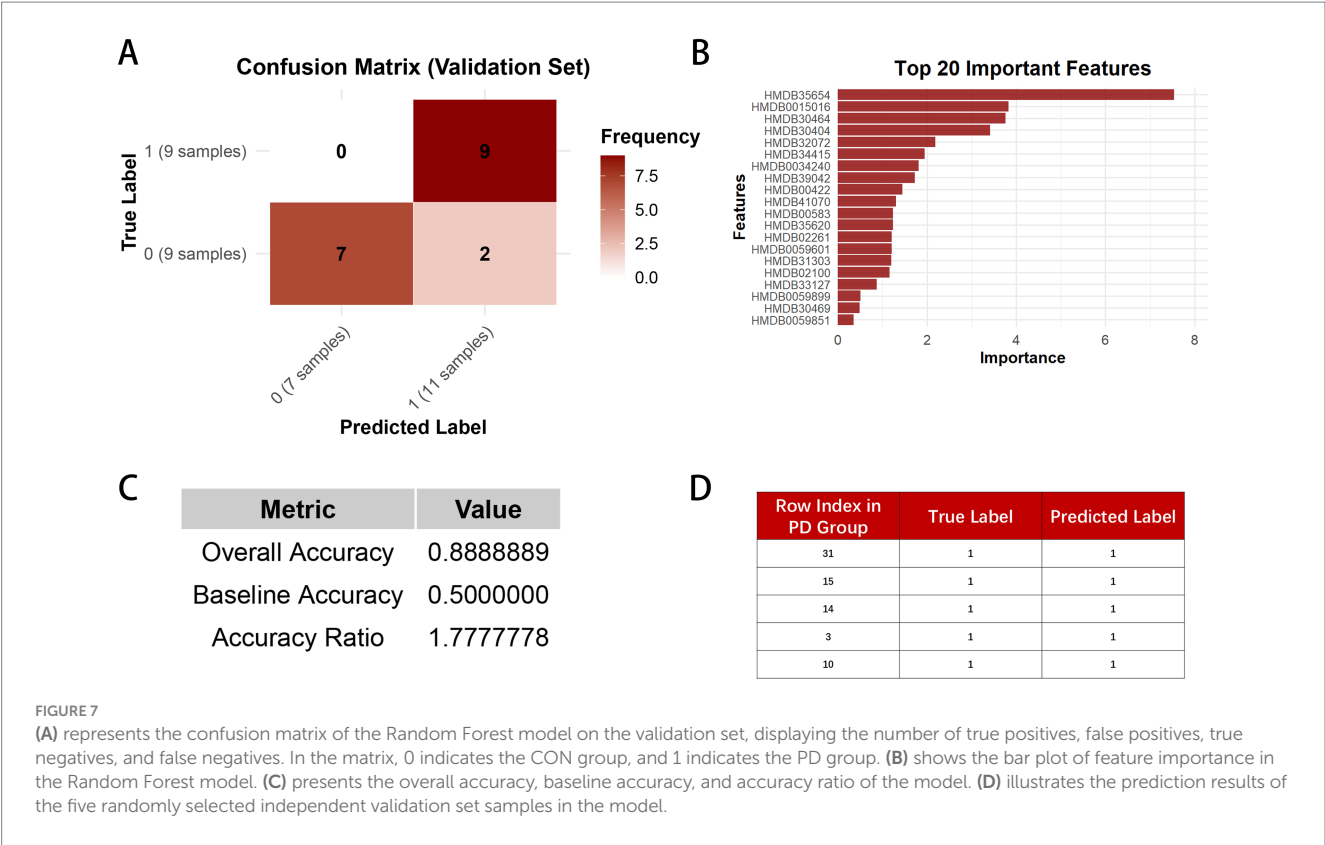 A
Confusion Matrix (Validation Set)
True Label
1 (9 samples)
0 (9 samples)
0
9
7
2
0 (7 samples)
1 (11 samples)
Predicted Label
Frequency
7.5
5.0
2.5
0.0
B
Top 20 Important Features
Features
HMDB35654
HMDB0015016
HMDB30464
HMDB30404
HMDB32072
HMDB34415
HMDB0034240
HMDB39042
HMDB00422
HMDB41070
HMDB00583
HMDB35620
HMDB02261
HMDB0059601
HMDB31303
HMDB02100
HMDB33127
HMDB0059899
HMDB30469
HMDB0059851
0 2 4 6 8
Importance
C
Metric Value
Overall Accuracy 0.8888889
Baseline Accuracy 0.5000000
Accuracy Ratio 1.7777778
D
Row Index in PD Group True Label Predicted Label
31 1 1
15 1 1
14 1 1
3 1 1
10 1 1
FIGURE 7
(A) represents the confusion matrix of the Random Forest model on the validation set, displaying the number of true positives, false positives, true
negatives, and false negatives. In the matrix, 0 indicates the CON group, and 1 indicates the PD group. (B) shows the bar plot of feature importance in
the Random Forest model. (C) presents the overall accuracy, baseline accuracy, and accuracy ratio of the model. (D) illustrates the prediction results of
the five randomly selected independent validation set samples in the model.